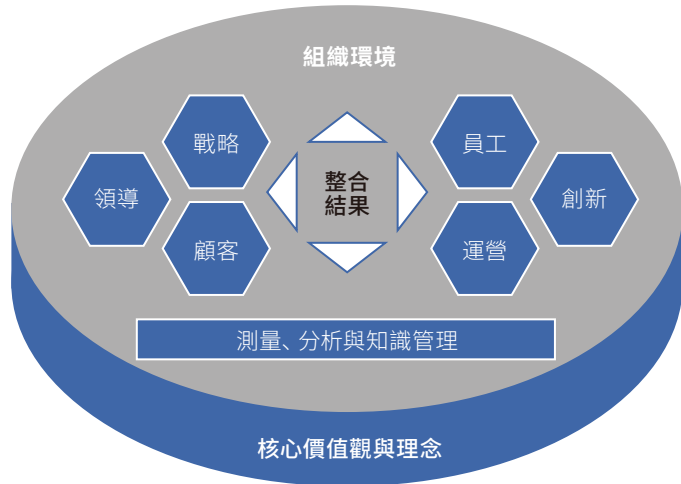 組織環境
戰略
員工
領導
整合
結果
創新
顧客
運營
測量、分析與知識管理
核心價值觀與理念